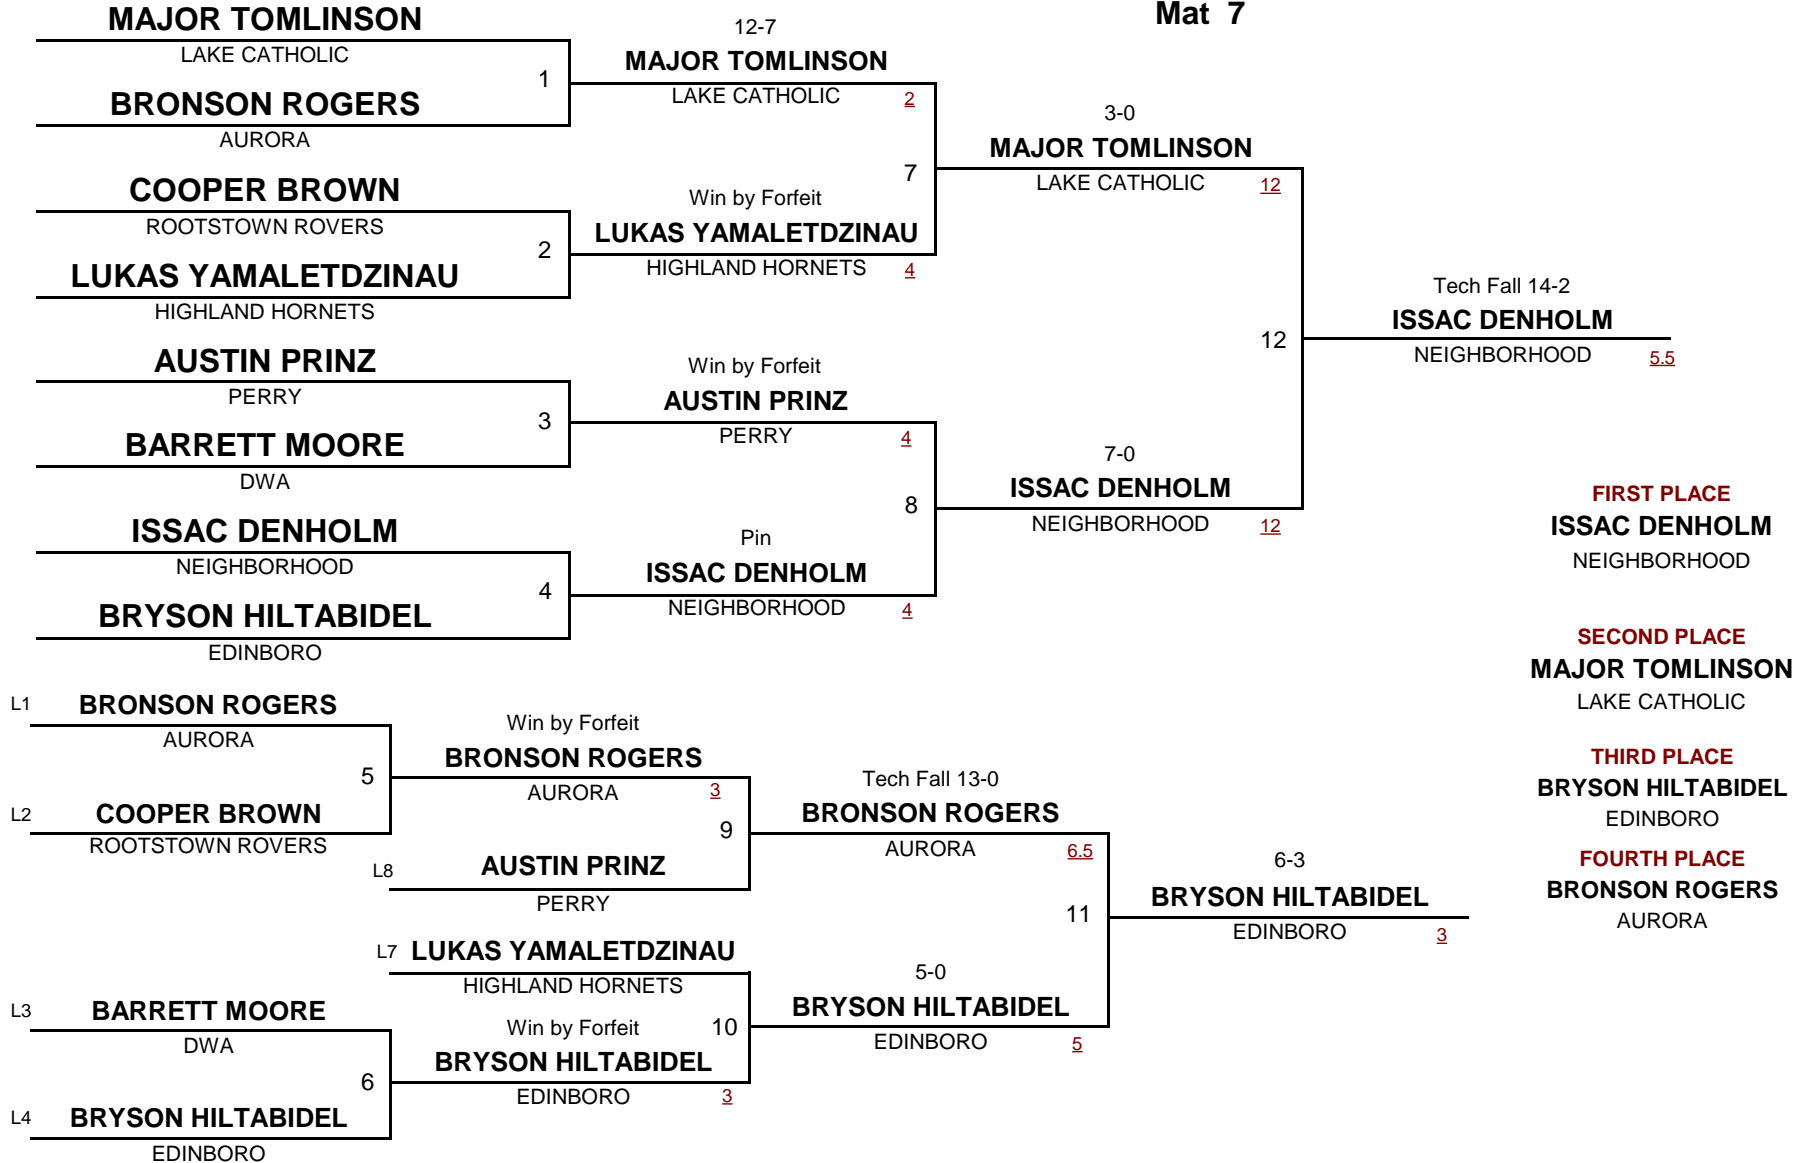 Mat 7
MAJOR TOMLINSON
LAKE CATHOLIC
1
BRONSON ROGERS
AURORA
COOPER BROWN
ROOTSTOWN ROVERS
2
LUKAS YAMALETDZINAU
HIGHLAND HORNETS
AUSTIN PRINZ
PERRY
3
BARRETT MOORE
DWA
ISSAC DENHOLM
NEIGHBORHOOD
4
BRYSON HILTABIDEL
EDINBORO
12-7
MAJOR TOMLINSON
LAKE CATHOLIC 2
7
Win by Forfeit
LUKAS YAMALETDZINAU
HIGHLAND HORNETS 4
Win by Forfeit
AUSTIN PRINZ
PERRY 4
8
Pin
ISSAC DENHOLM
NEIGHBORHOOD 4
3-0
MAJOR TOMLINSON
LAKE CATHOLIC 12
12
7-0
ISSAC DENHOLM
NEIGHBORHOOD 12
Tech Fall 14-2
ISSAC DENHOLM
NEIGHBORHOOD 5.5
L1 BRONSON ROGERS
AURORA
5
L2 COOPER BROWN
ROOTSTOWN ROVERS
L3 BARRETT MOORE
DWA
6
L4 BRYSON HILTABIDEL
EDINBORO
Win by Forfeit
BRONSON ROGERS
AURORA 3
9
L8 AUSTIN PRINZ
PERRY
L7 LUKAS YAMALETDZINAU
HIGHLAND HORNETS
Win by Forfeit 10
BRYSON HILTABIDEL
EDINBORO 3
Tech Fall 13-0
BRONSON ROGERS
AURORA 6.5
11
5-0
BRYSON HILTABIDEL
EDINBORO 5
6-3
BRYSON HILTABIDEL
EDINBORO 3
FIRST PLACE
ISSAC DENHOLM
NEIGHBORHOOD
SECOND PLACE
MAJOR TOMLINSON
LAKE CATHOLIC
THIRD PLACE
BRYSON HILTABIDEL
EDINBORO
FOURTH PLACE
BRONSON ROGERS
AURORA